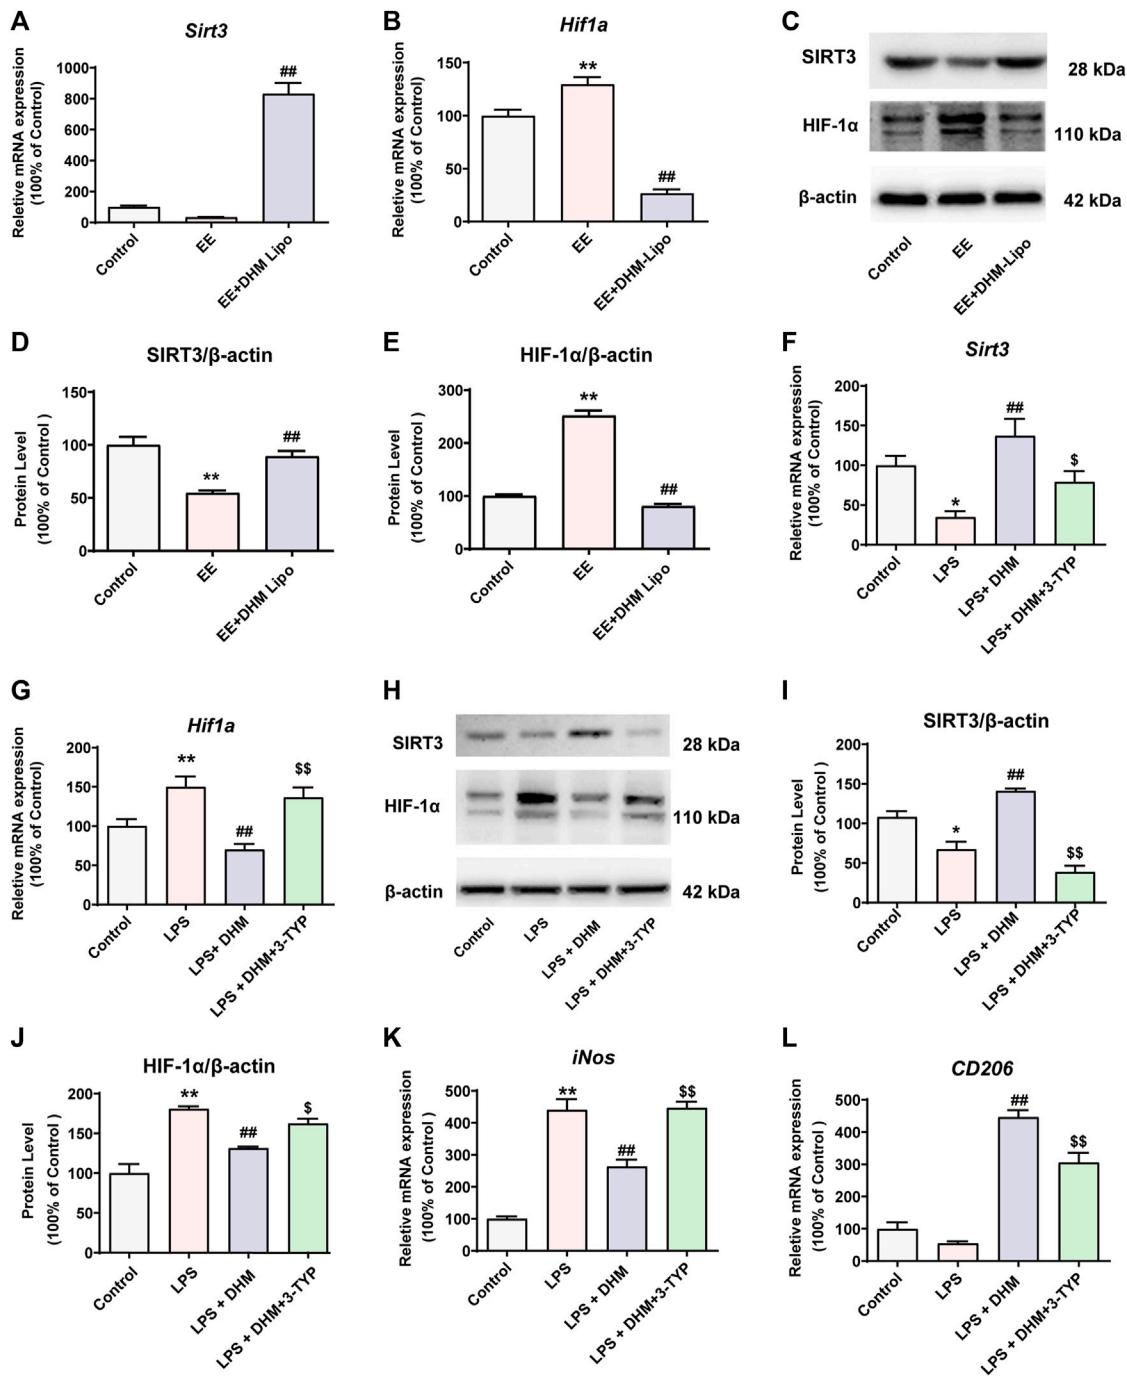 A
Sirt3
Reletive mRNA expression
(100% of Control)
1000
800
600
400
200
0
##
Control
EE
EE+DHM Lipo
B
Hif1a
Reletive mRNA expression
(100% of Control)
150
100
50
0
**
##
Control
EE
EE+DHM-Lipo
C
SIRT3
28 kDa
HIF-1α
110 kDa
β-actin
42 kDa
Control
EE
EE+DHM-Lipo
D
SIRT3/β-actin
Protein Level
(100% of Control )
150
100
50
0
**
##
Control
EE
EE+DHM Lipo
E
HIF-1α/β-actin
Protein Level
(100% of Control )
300
200
100
0
**
##
Control
EE
EE+DHM Lipo
F
Sirt3
Reletive mRNA expression
(100% of Control)
200
150
100
50
0
*
##
$
Control
LPS
LPS+ DHM
LPS+ DHM+3-TYP
G
Hif1a
Reletive mRNA expression
(100% of Control)
200
150
100
50
0
**
##
$$
Control
LPS
LPS+ DHM
LPS + DHM+3-TYP
H
SIRT3
28 kDa
HIF-1α
110 kDa
β-actin
42 kDa
Control
LPS
LPS + DHM
LPS + DHM+3-TYP
I
SIRT3/β-actin
Protein Level
(100% of Control )
200
150
100
50
0
*
##
$$
Control
LPS
LPS + DHM
LPS + DHM+3-TYP
J
HIF-1α/β-actin
Protein Level
(100% of Control )
200
150
100
50
0
**
##
$
Control
LPS
LPS + DHM
LPS + DHM+3-TYP
K
iNos
Reletive mRNA expression
(100% of Control )
500
400
300
200
100
0
**
##
$$
Control
LPS
LPS + DHM
LPS + DHM+3-TYP
L
CD206
Reletive mRNA expression
(100% of Control )
500
400
300
200
100
0
##
$$
Control
LPS
LPS + DHM
LPS + DHM+3-TYP